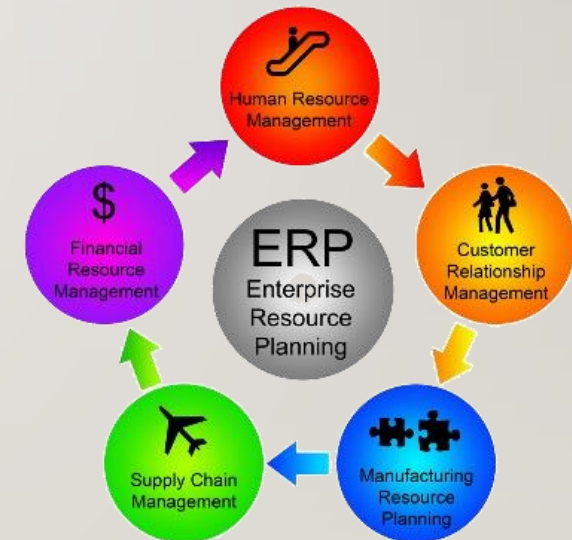 Human Resource
Management
$
Financial
Resource
Management
ERP
Enterprise
Resource
Planning
Customer
Relationship
Management
Supply Chain
Management
Manufacturing
Resource
Planning